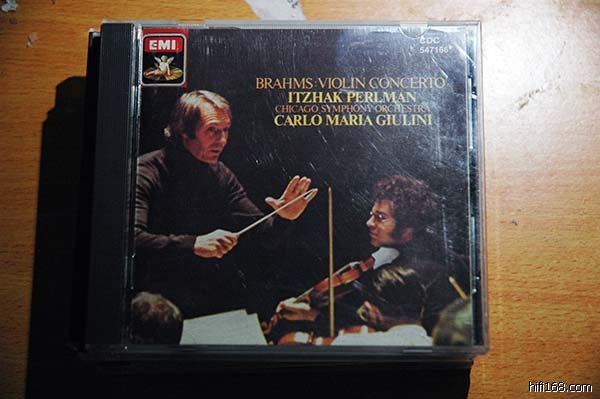 EMI
CDC
547166
BRAHMS·VIOLIN CONCERTO
ITZHAK PERLMAN
CHICAGO SYMPHONY ORCHESTRA
CARLO MARIA GIULINI
hifi168.com